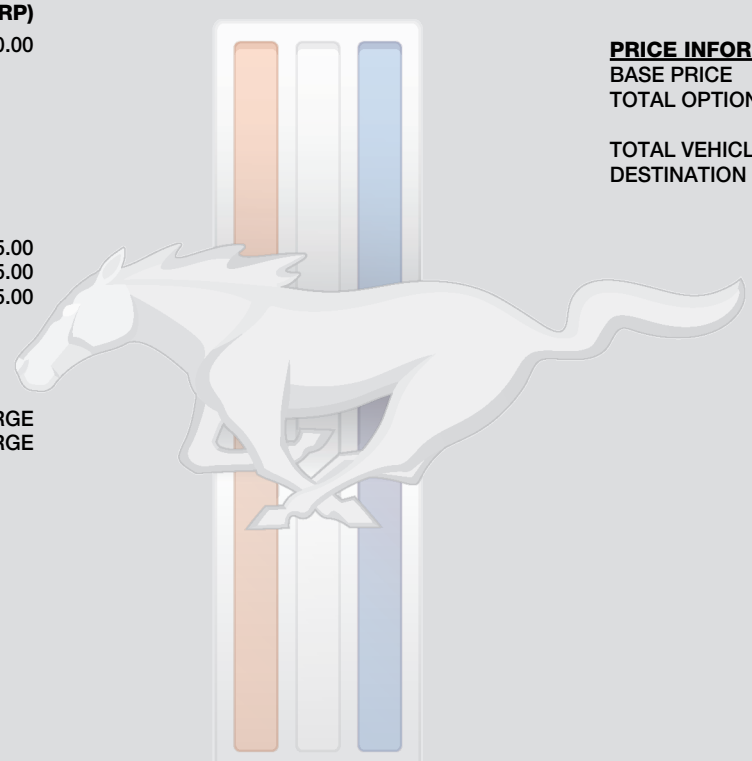 RP)
0.00
5.00
5.00
5.00
RGE
RGE
PRICE INFOR
BASE PRICE
TOTAL OPTION
TOTAL VEHICL
DESTINATION